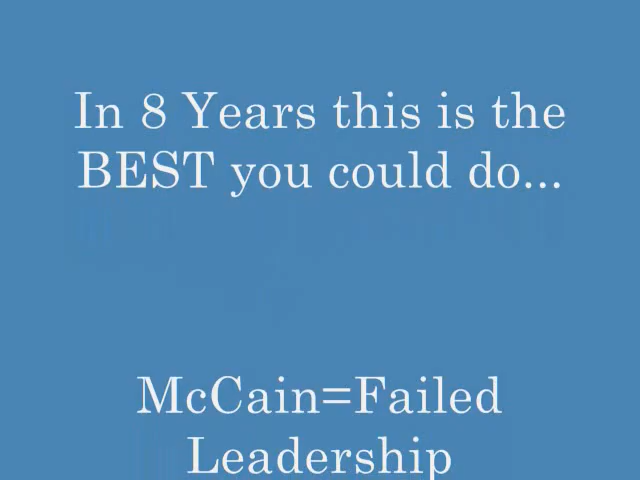 In 8 Years this is the
BEST you could do...
McCain=Failed
Leadership